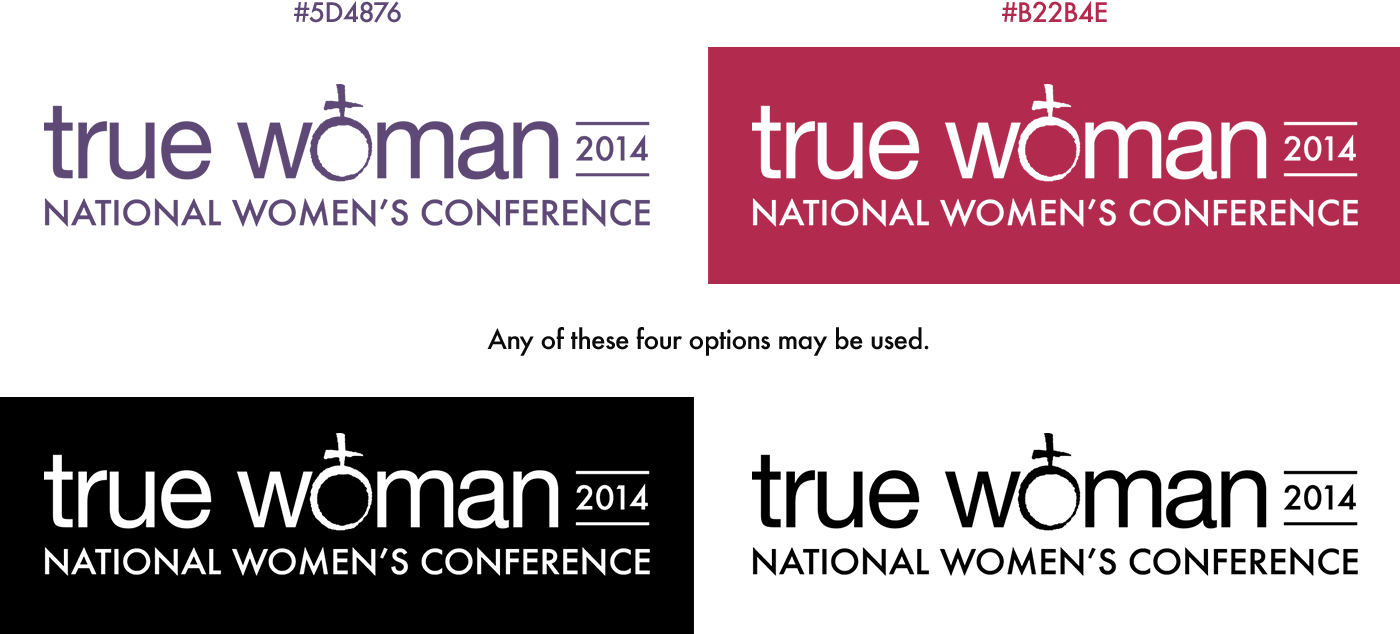 #5D4876
#B22B4E
true woman 2014
NATIONAL WOMEN’S CONFERENCE
true woman 2014
NATIONAL WOMEN’S CONFERENCE
Any of these four options may be used.
true woman 2014
NATIONAL WOMEN’S CONFERENCE
true woman 2014
NATIONAL WOMEN’S CONFERENCE